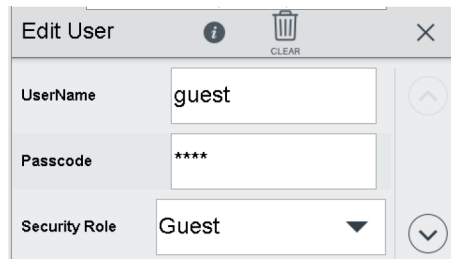 Edit User
CLEAR
UserName guest
Passcode ****
Security Role Guest